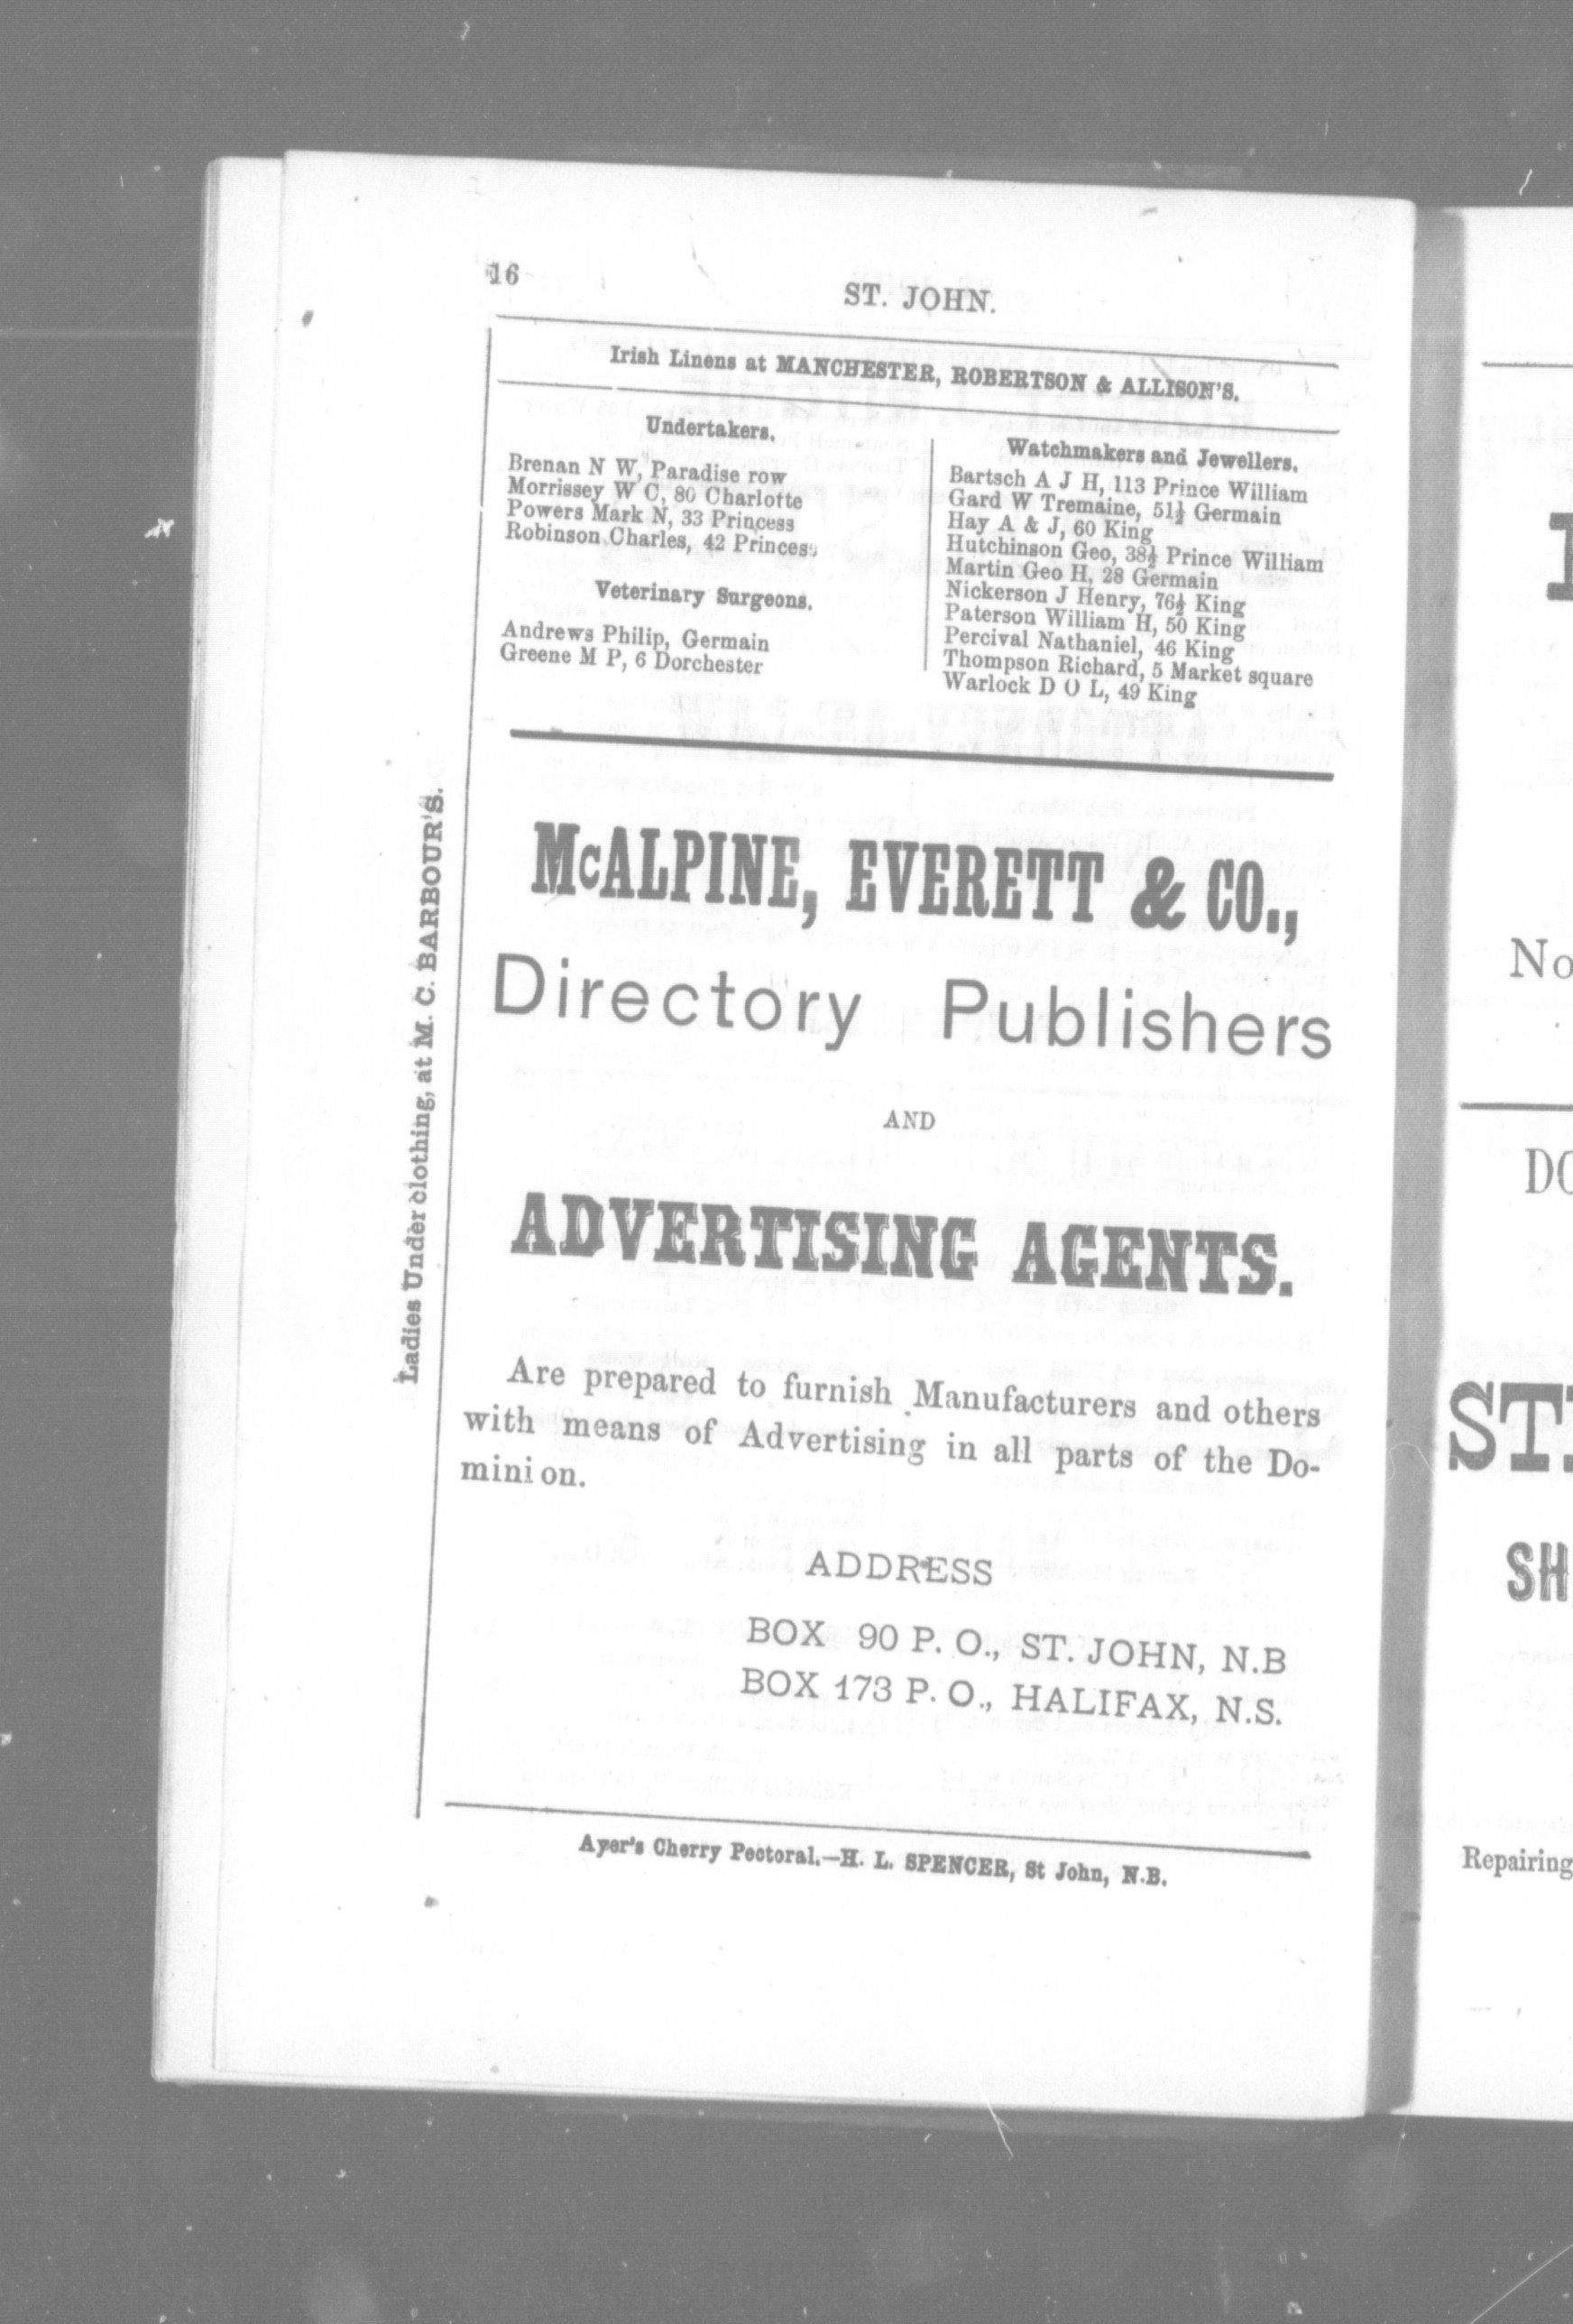 16
ST. JOHN.
Irish Linens at MANCHESTER, ROBERTSON & ALLISON'S.
Undertakers.
Brenan N W, Paradise row
Morrissey W C, 80 Charlotte
Powers Mark N, 33 Princess
Robinson Charles, 42 Princess
Veterinary Surgeons.
Andrews Philip, Germain
Greene M P, 6 Dorchester
Watchmakers and Jewellers.
Bartsch A J H, 113 Prince William
Gard W Tremaine, 51½ Germain
Hay A & J, 60 King
Hutchinson Geo, 38½ Prince William
Martin Geo H, 28 Germain
Nickerson J Henry, 76½ King
Paterson William H, 50 King
Percival Nathaniel, 46 King
Thompson Richard, 5 Market square
Warlock D O L, 49 King
Ladies Under clothing, at M. C. BARBOUR'S.
McALPINE, EVERETT & CO.,
Directory Publishers
AND
ADVERTISING AGENTS.
Are prepared to furnish Manufacturers and others
with means of Advertising in all parts of the Do-
minion.
ADDRESS
BOX 90 P. O., ST. JOHN, N.B
BOX 173 P. O., HALIFAX, N.S.
Ayer's Cherry Pectoral.—H. L. SPENCER, St John, N.B.
No
DO
SH
Repairing